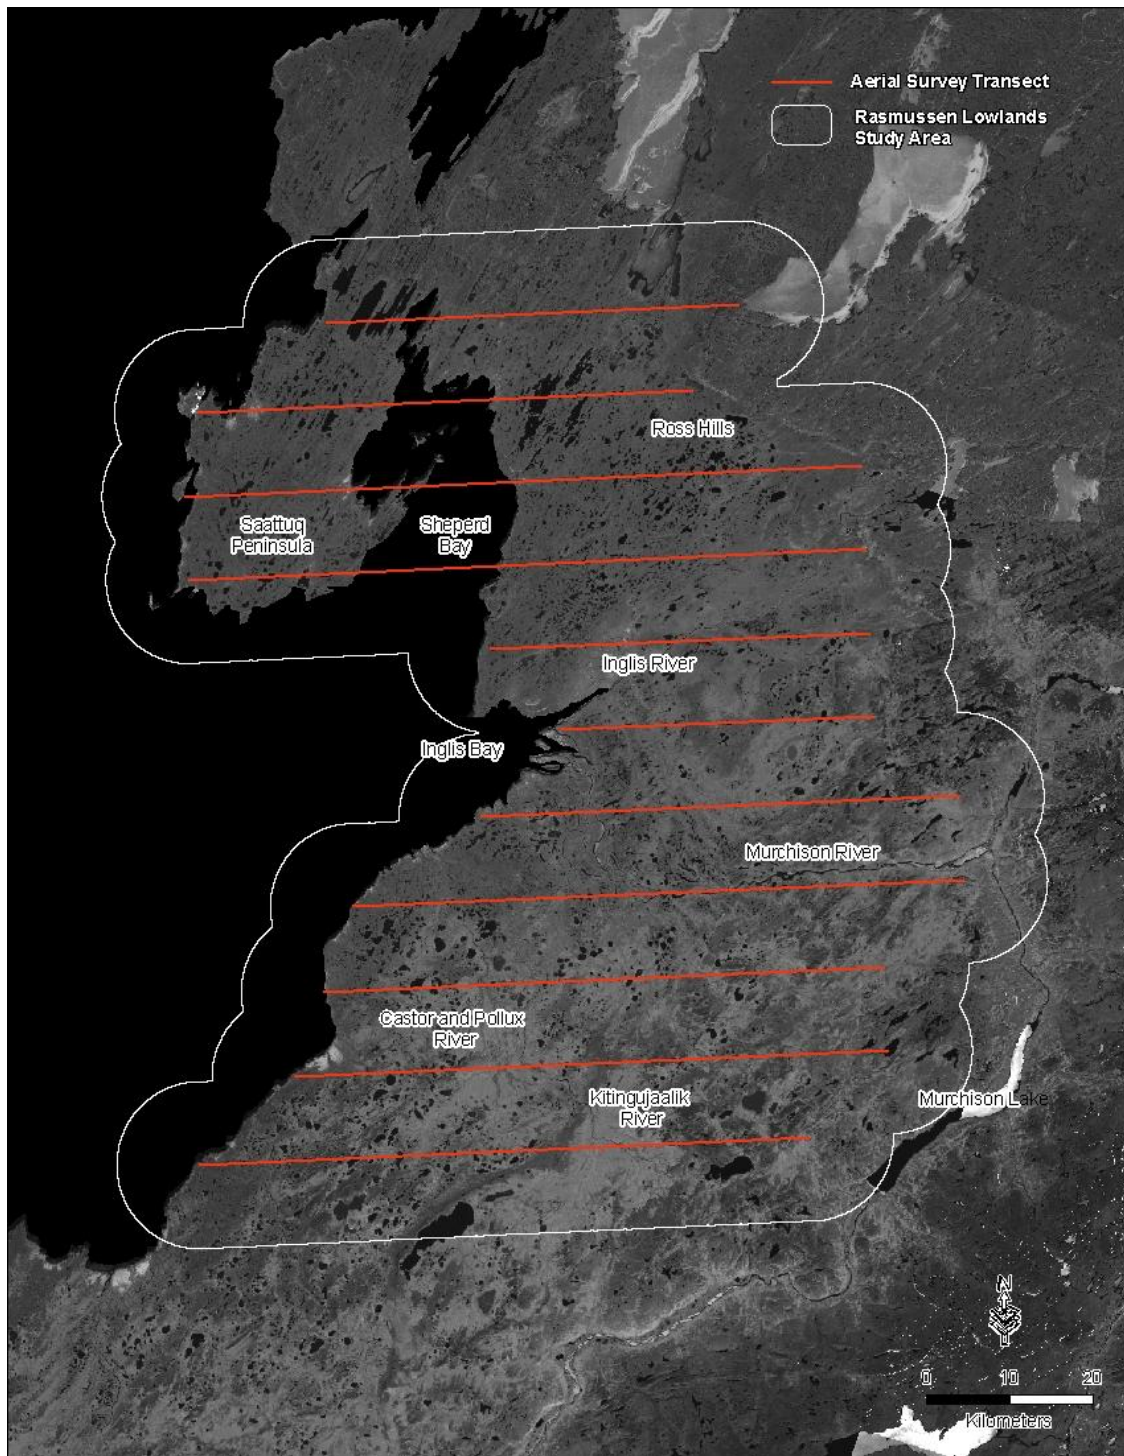 Aerial Survey Transect
Rasmussen Lowlands
Study Area
Ross Hills
Saattuq
Peninsula
Sheperd
Bay
Inglis River
Inglis Bay
Murchison River
Castor and Pollux
River
Kitingujaalik
River
Murchison Lake
N
0 10 20
Kilometers